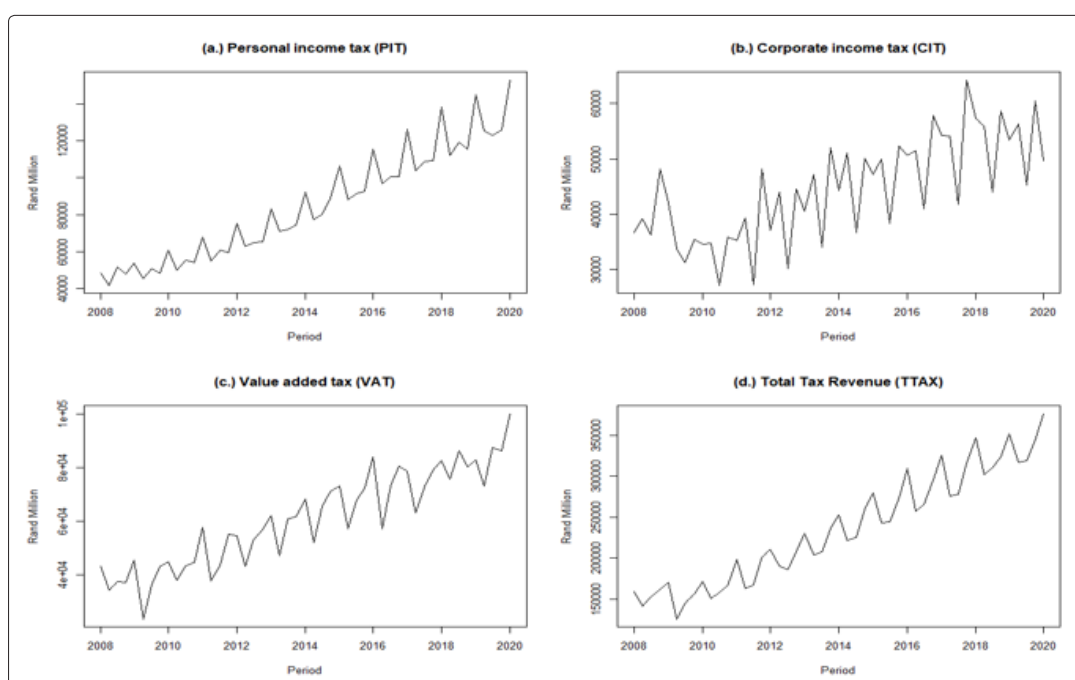 (a.) Personal income tax (PIT)
Rand Million
40000 60000 80000 120000
2008 2010 2012 2014 2016 2018 2020
Period
(b.) Corporate income tax (CIT)
Rand Million
30000 40000 50000 60000
2008 2010 2012 2014 2016 2018 2020
Period
(c.) Value added tax (VAT)
Rand Million
4e+04 6e+04 8e+04 1e+05
2008 2010 2012 2014 2016 2018 2020
Period
(d.) Total Tax Revenue (TTAX)
Rand Million
150000 200000 250000 300000 350000
2008 2010 2012 2014 2016 2018 2020
Period